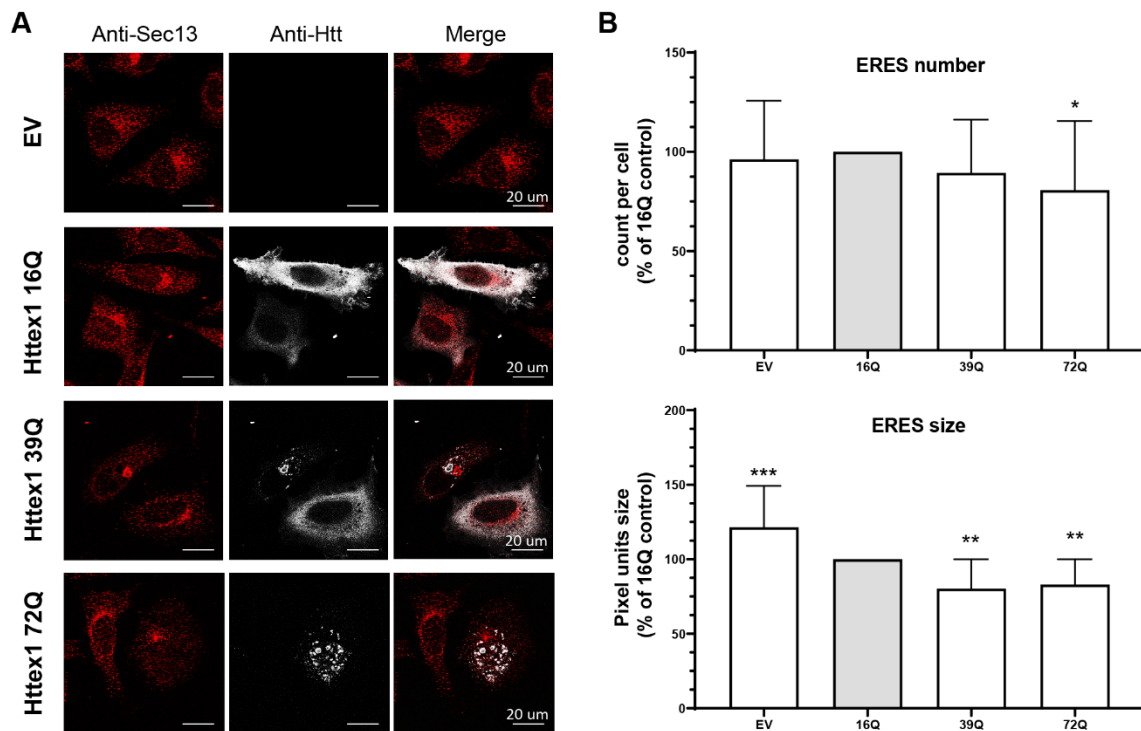 A
Anti-Sec13 Anti-Htt Merge
EV
20 um
Httex1 16Q
20 um
Httex1 39Q
20 um
Httex1 72Q
20 um
B
ERES number
count per cell
(% of 16Q control)
150
100
50
0
*
EV 16Q 39Q 72Q
ERES size
Pixel units size
(% of 16Q control)
200
150
100
50
0
*** ** **
EV 16Q 39Q 72Q